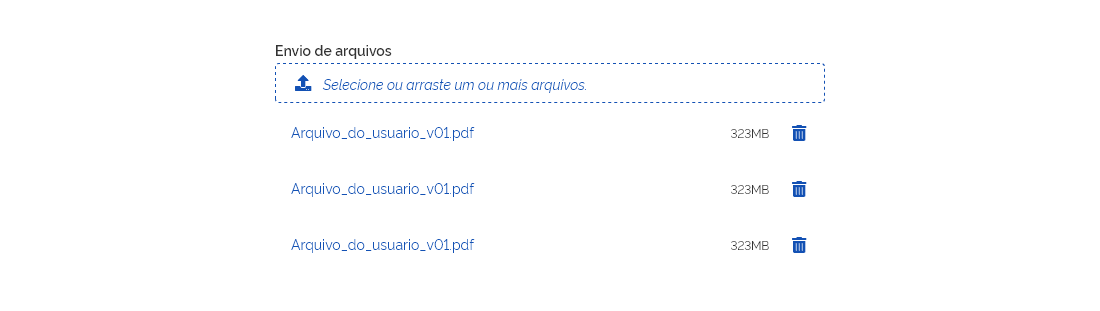 Envio de arquivos
Selecione ou arraste um ou mais arquivos.
Arquivo_do_usuario_v01.pdf 323MB
Arquivo_do_usuario_v01.pdf 323MB
Arquivo_do_usuario_v01.pdf 323MB